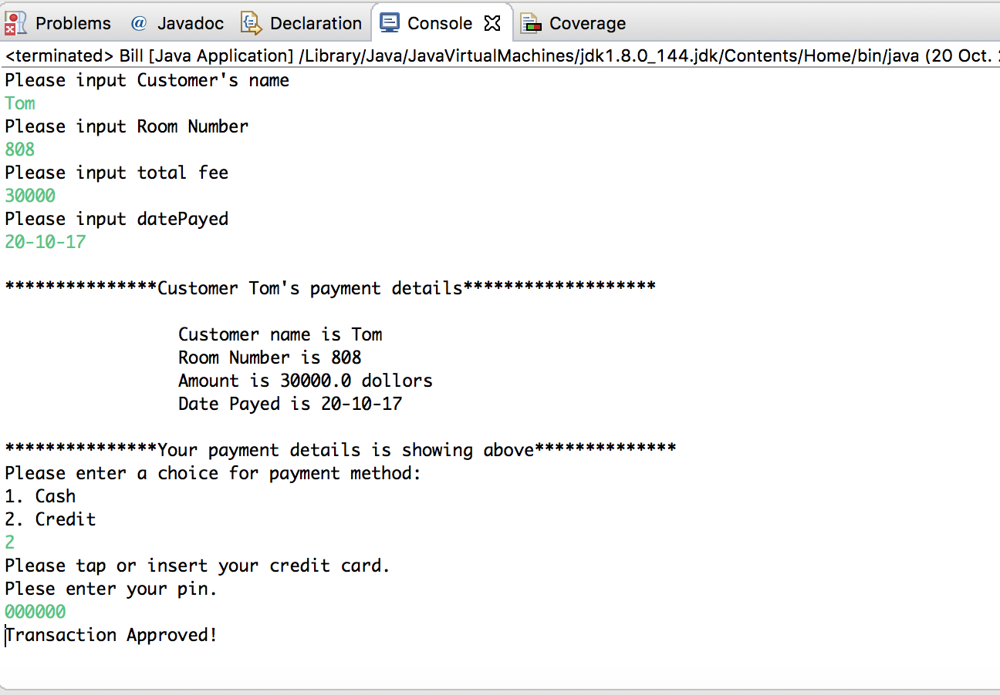 Problems @ Javadoc Declaration Console Coverage
<terminated> Bill [Java Application] /Library/Java/JavaVirtualMachines/jdk1.8.0_144.jdk/Contents/Home/bin/java (20 Oct.
Please input Customer's name
Tom
Please input Room Number
808
Please input total fee
30000
Please input datePayed
20-10-17
***************Customer Tom's payment details*******************
Customer name is Tom
Room Number is 808
Amount is 30000.0 dollors
Date Payed is 20-10-17
***************Your payment details is showing above**************
Please enter a choice for payment method:
1. Cash
2. Credit
2
Please tap or insert your credit card.
Plese enter your pin.
000000
Transaction Approved!